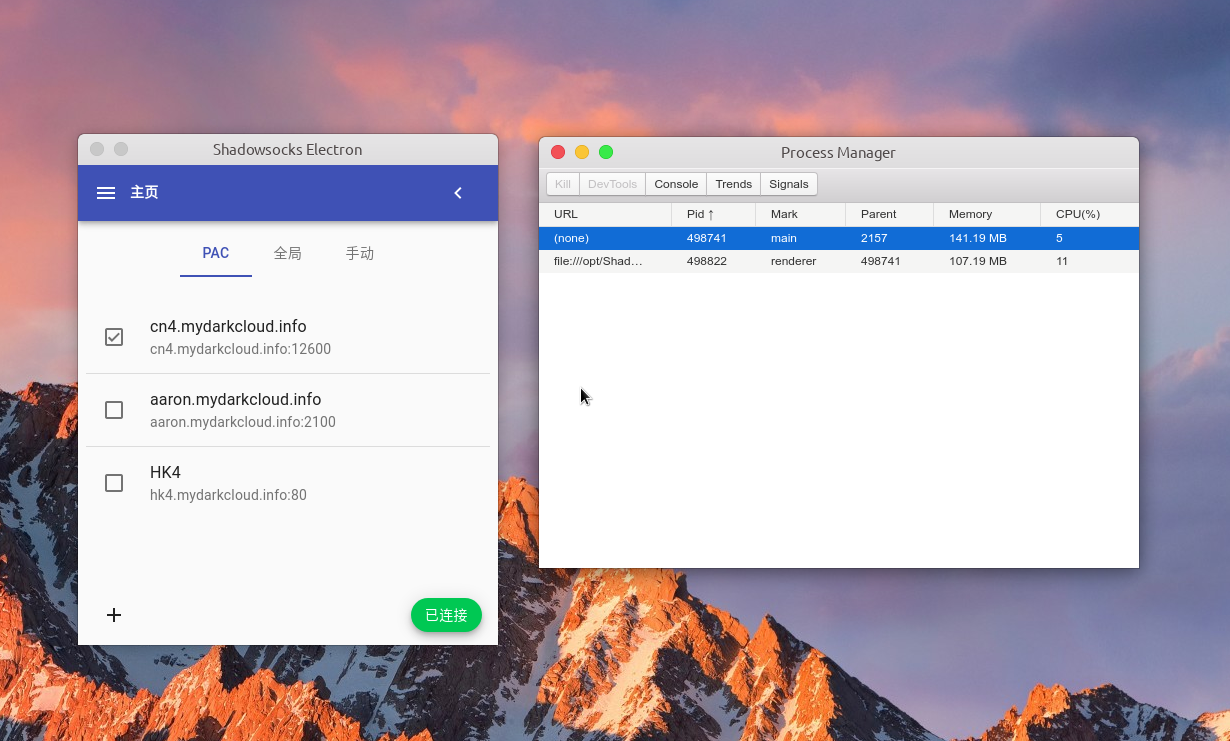 Shadowsocks Electron
主页
PAC 全局 手动
cn4.mydarkcloud.info
cn4.mydarkcloud.info:12600
aaron.mydarkcloud.info
aaron.mydarkcloud.info:2100
HK4
hk4.mydarkcloud.info:80
已连接
Process Manager
Kill DevTools Console Trends Signals
URL Pid ↑ Mark Parent Memory CPU(%)
(none) 498741 main 2157 141.19 MB 5
file:///opt/Shad... 498822 renderer 498741 107.19 MB 11